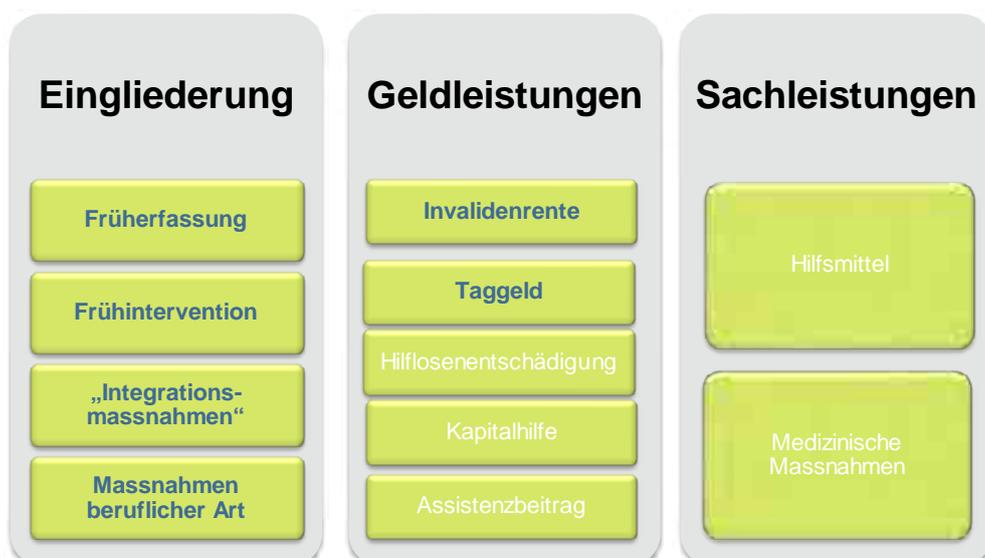 Eingliederung
Früherfassung
Frühintervention
„Integrations-
massnahmen“
Massnahmen
beruflicher Art
Geldleistungen
Invalidenrente
Taggeld
Hilflosenentschädigung
Kapitalhilfe
Assistenzbeitrag
Sachleistungen
Hilfsmittel
Medizinische
Massnahmen